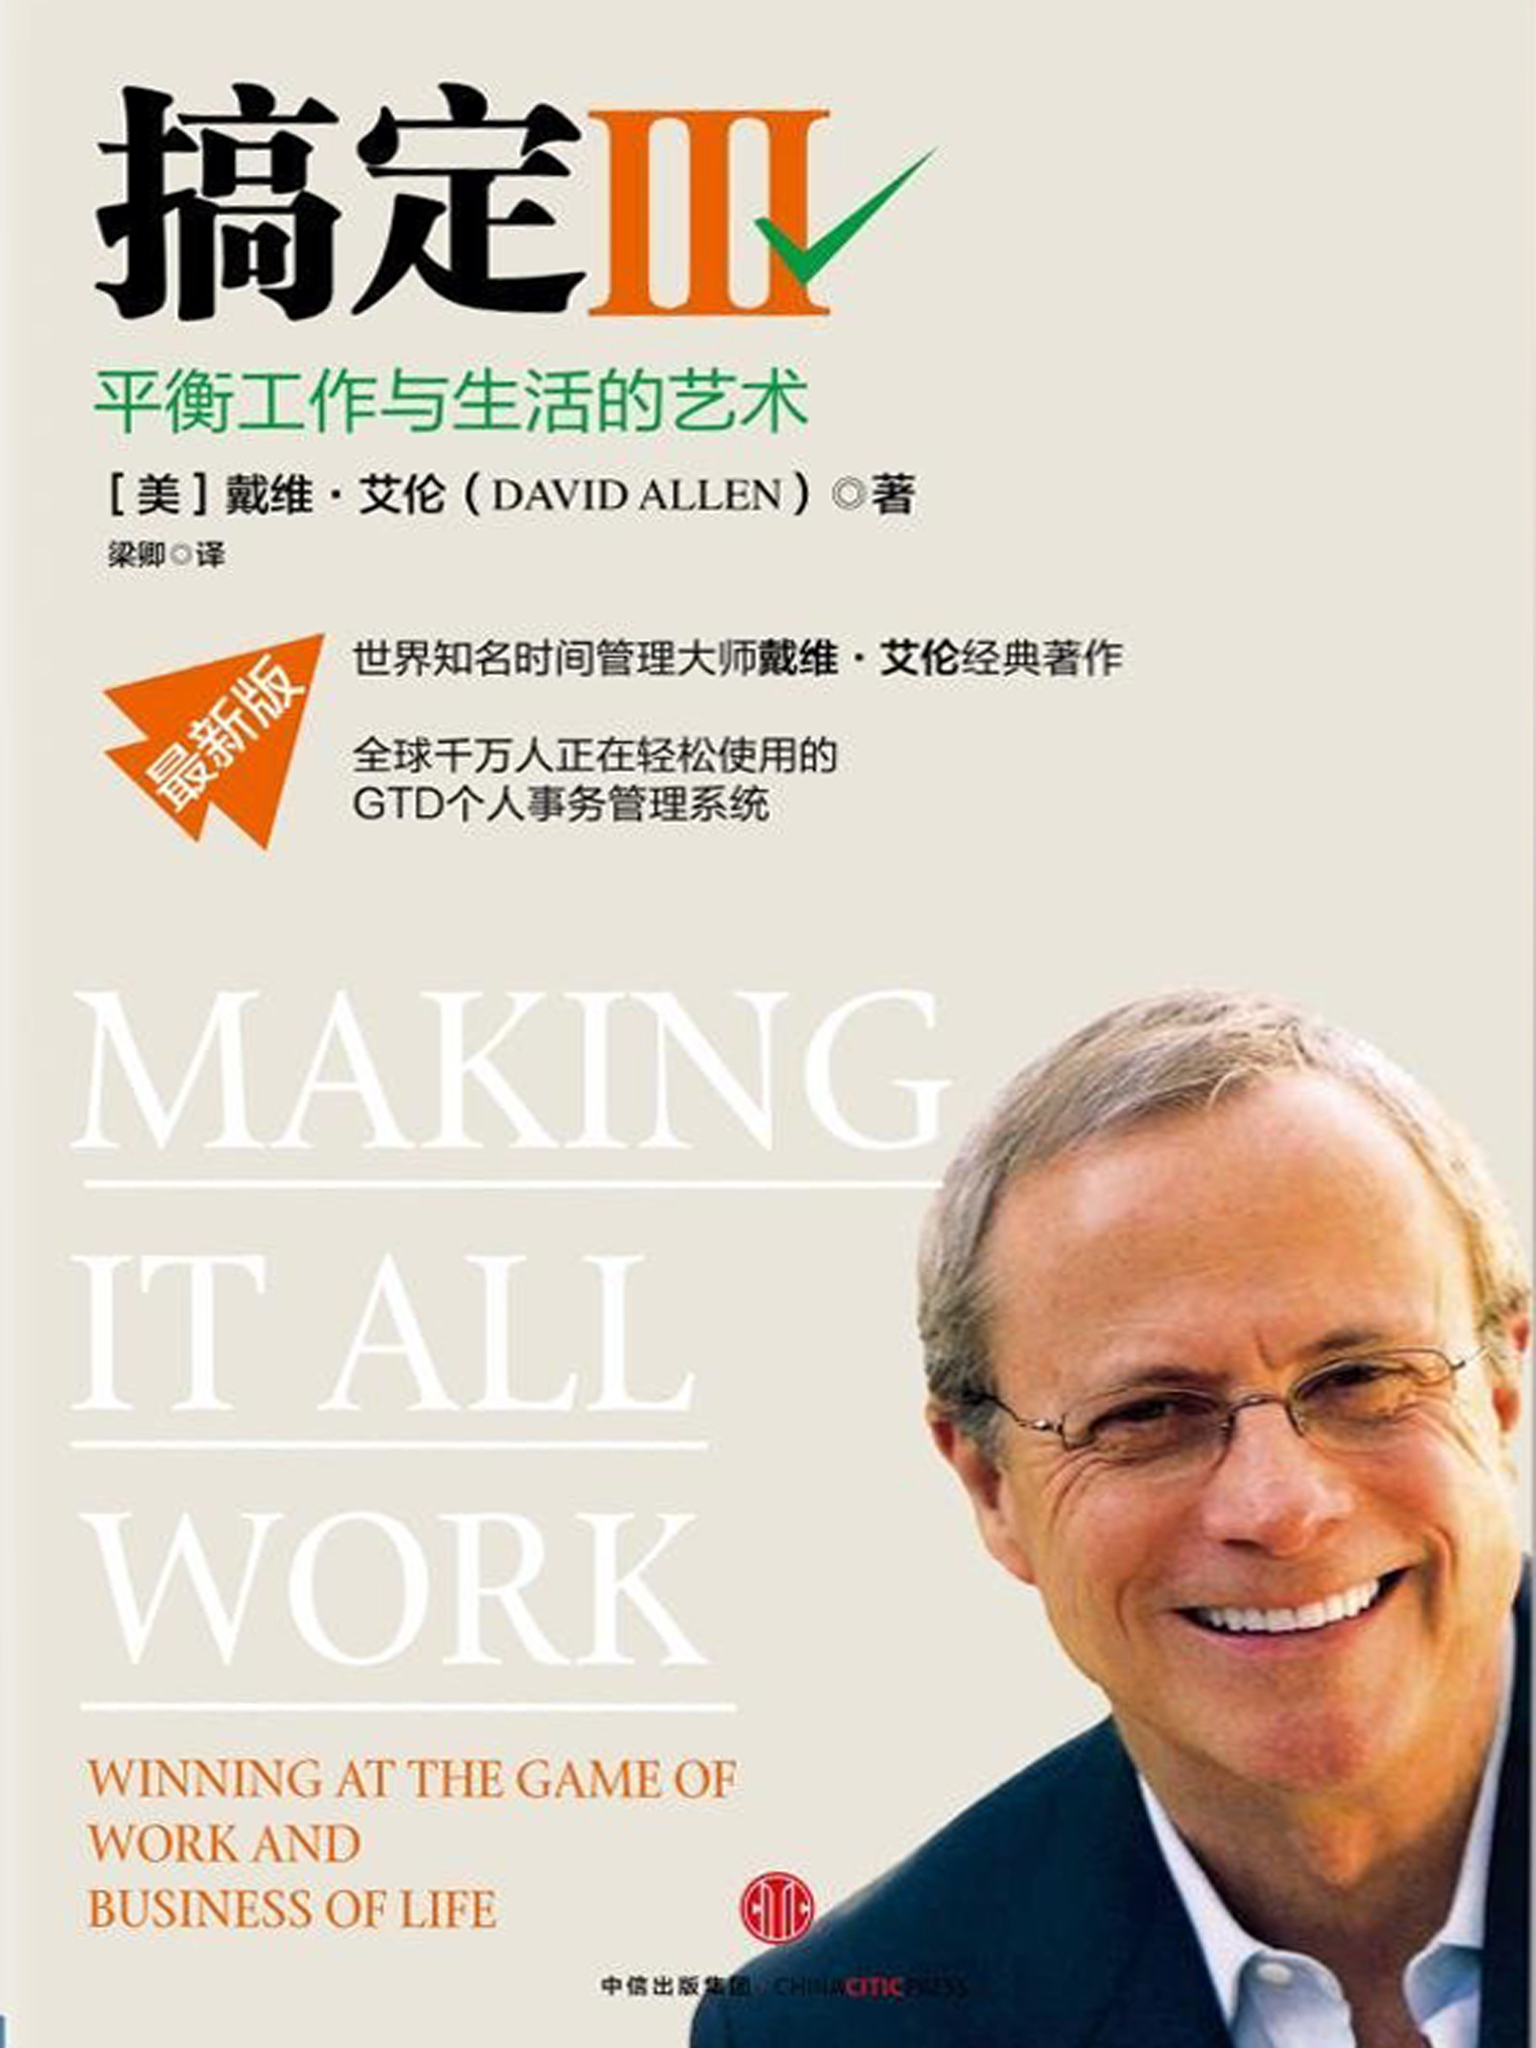 搞定III
平衡工作与生活的艺术
[美]戴维·艾伦（DAVID ALLEN）◎著
梁卿◎译
最新版
世界知名时间管理大师戴维·艾伦经典著作
全球千万人正在轻松使用的
GTD个人事务管理系统
MAKING
IT ALL
WORK
WINNING AT THE GAME OF
WORK AND
BUSINESS OF LIFE
中信出版集团·CHINACITICPRESS